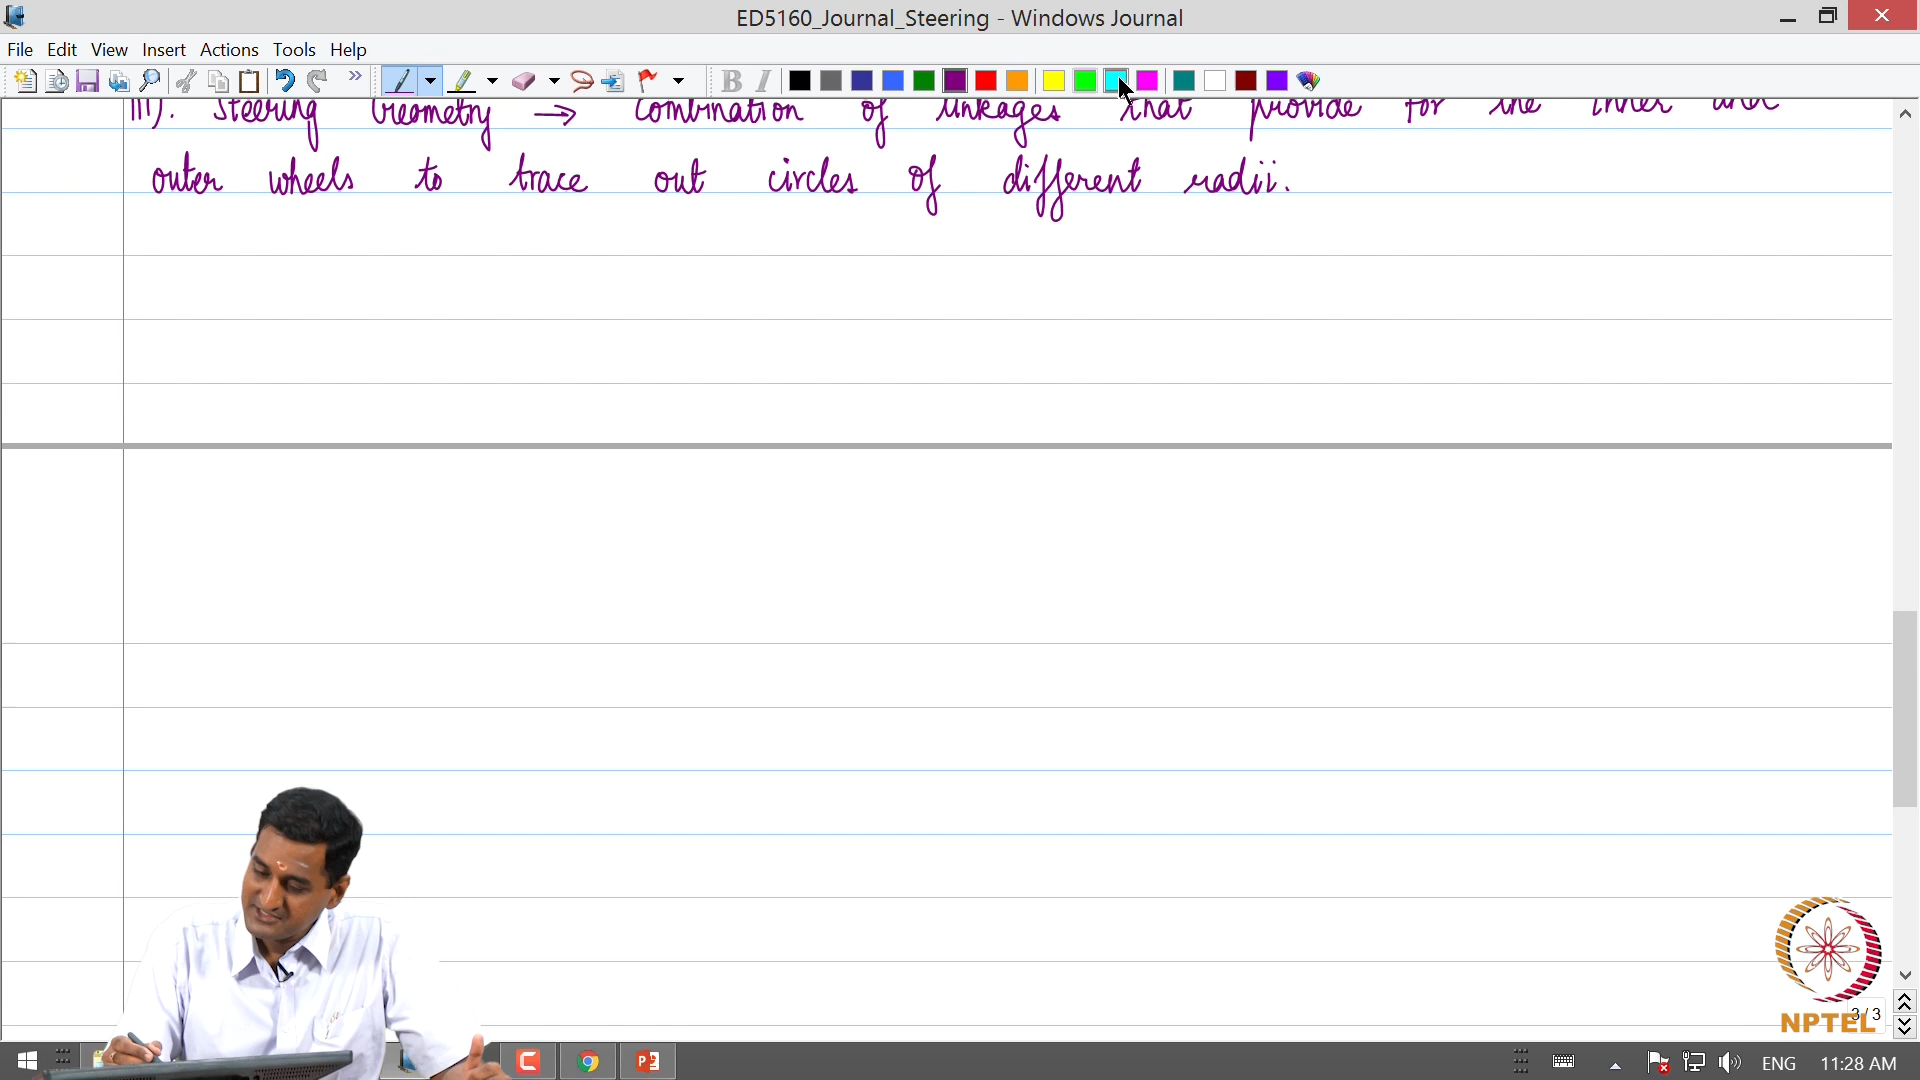 ED5160_Journal_Steering - Windows Journal
File Edit View Insert Actions Tools Help
B I
III). Steering Geometry → Combination of linkages that provide for the inner and
outer wheels to trace out circles of different radii.
3/3
NPTEL
ENG 11:28 AM